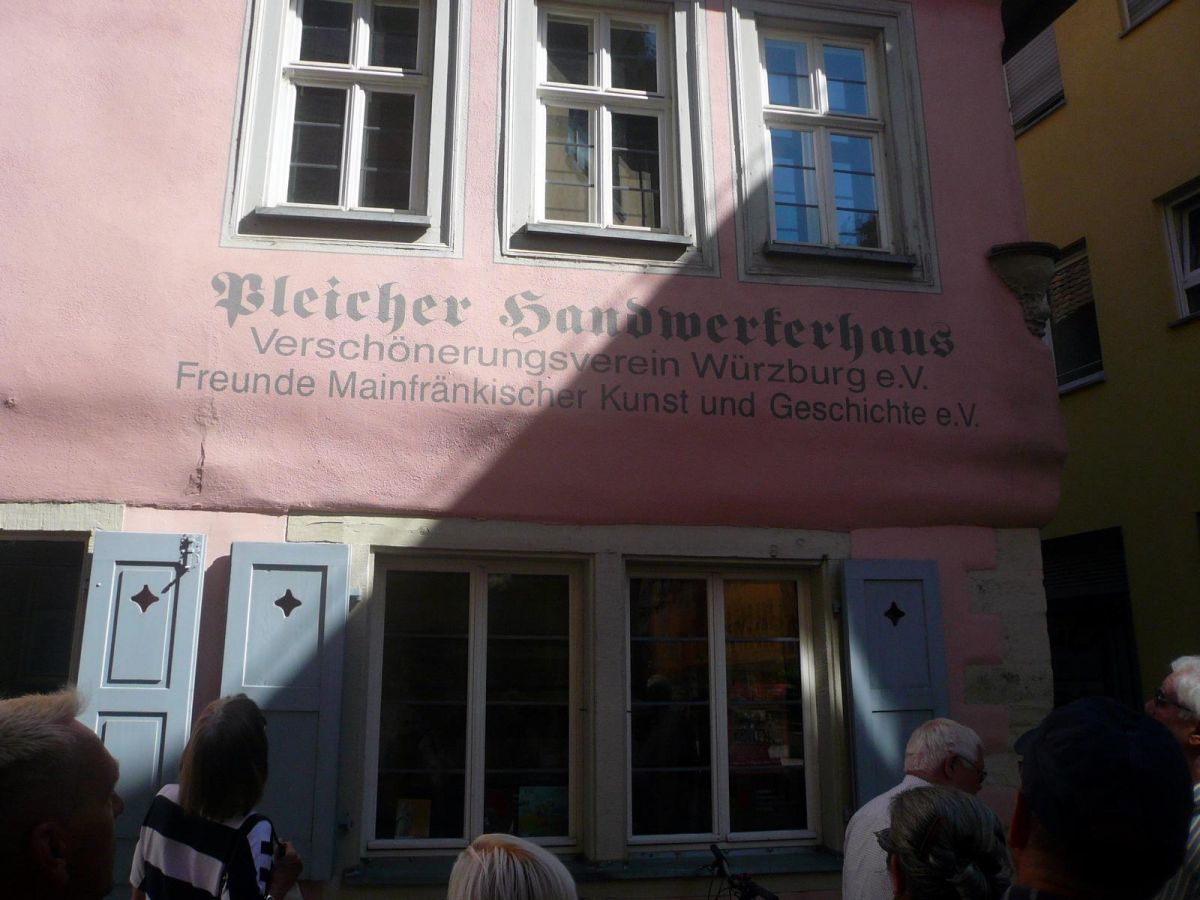 Pleicher Handwerkerhaus
Verschönerungsverein Würzburg e.V.
Freunde Mainfränkischer Kunst und Geschichte e.V.